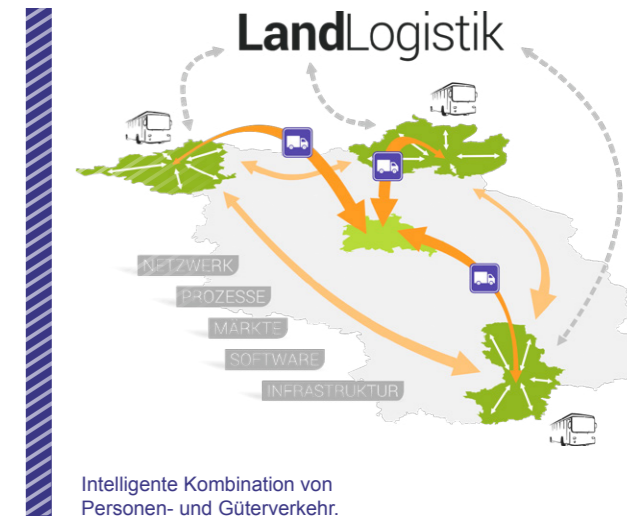 LandLogistik
NETZWERK
PROZESSE
MÄRKTE
SOFTWARE
INFRASTRUKTUR
Intelligente Kombination von
Personen- und Güterverkehr.